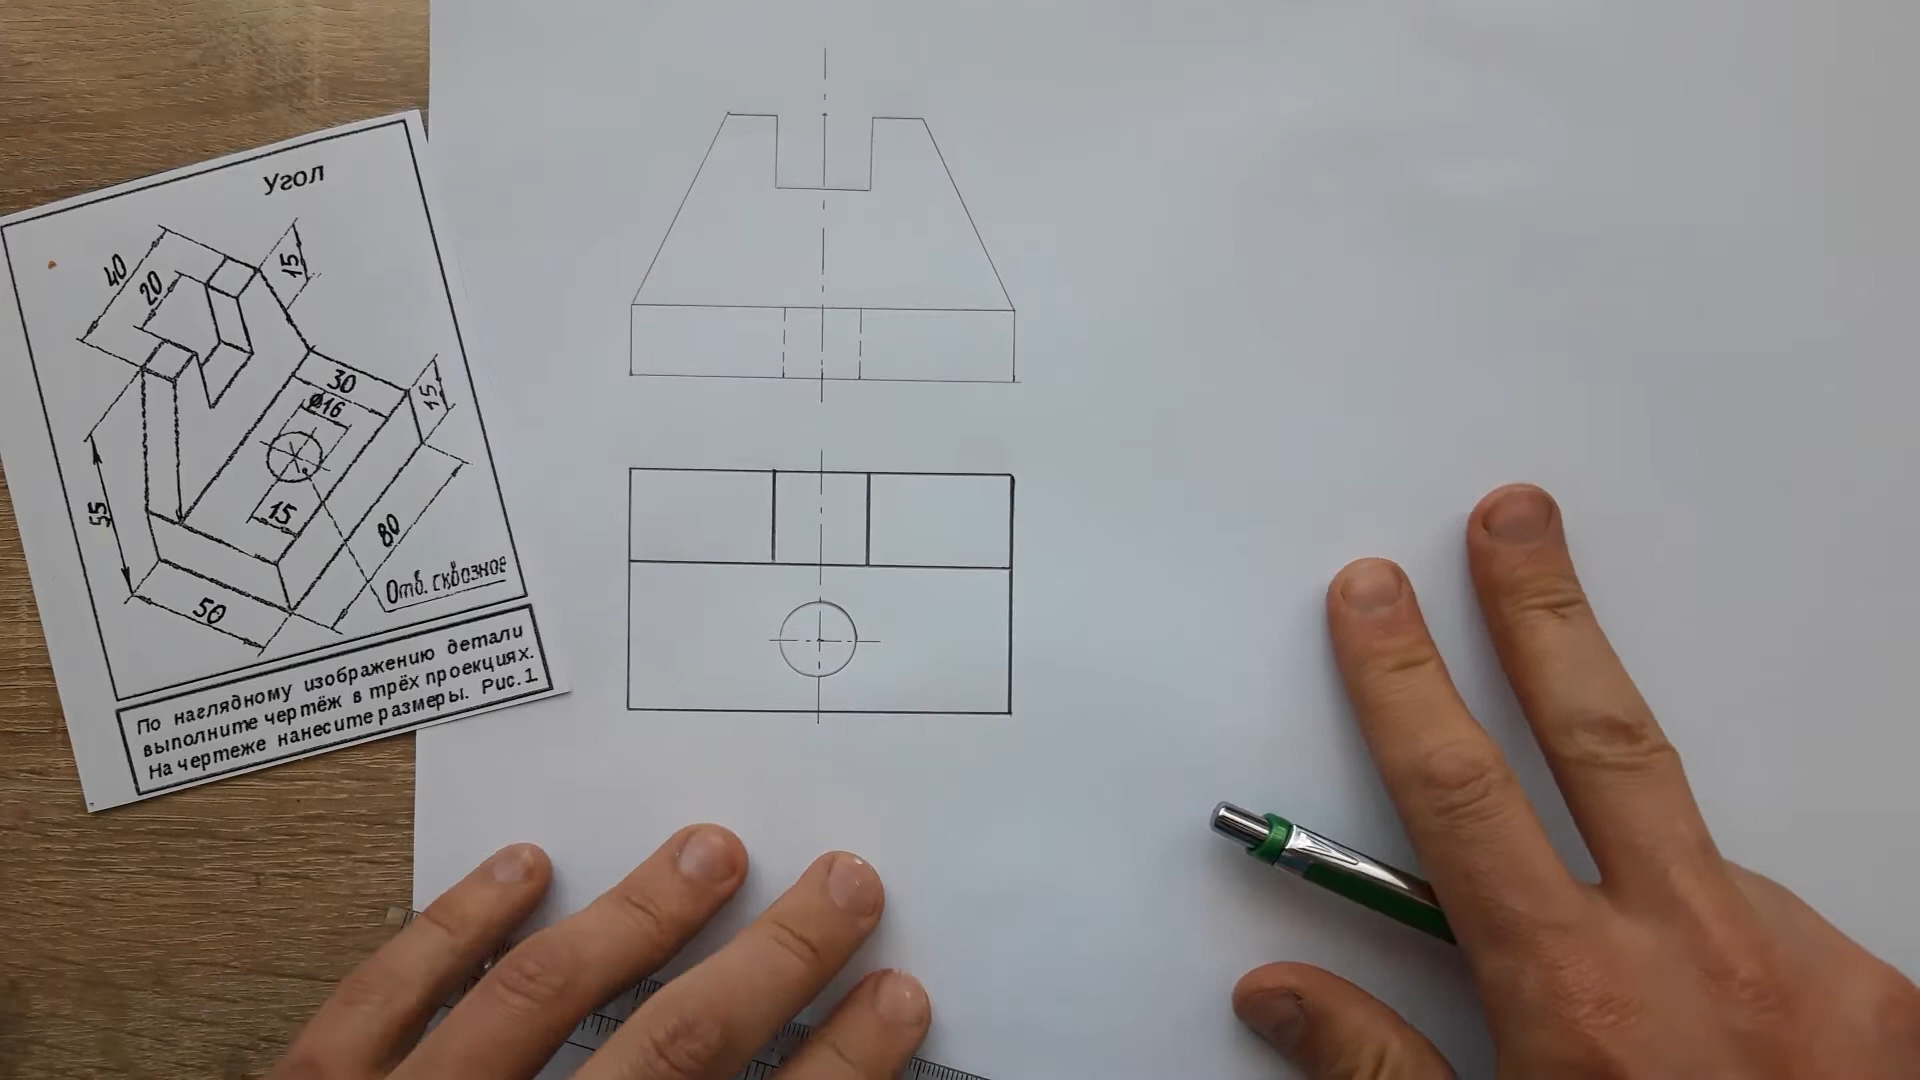 Угол
40
20
15
30
ø16
15
15
55
80
50
Отв. сквозное
По наглядному изображению детали
выполните чертёж в трёх проекциях.
На чертеже нанесите размеры. Рис.1